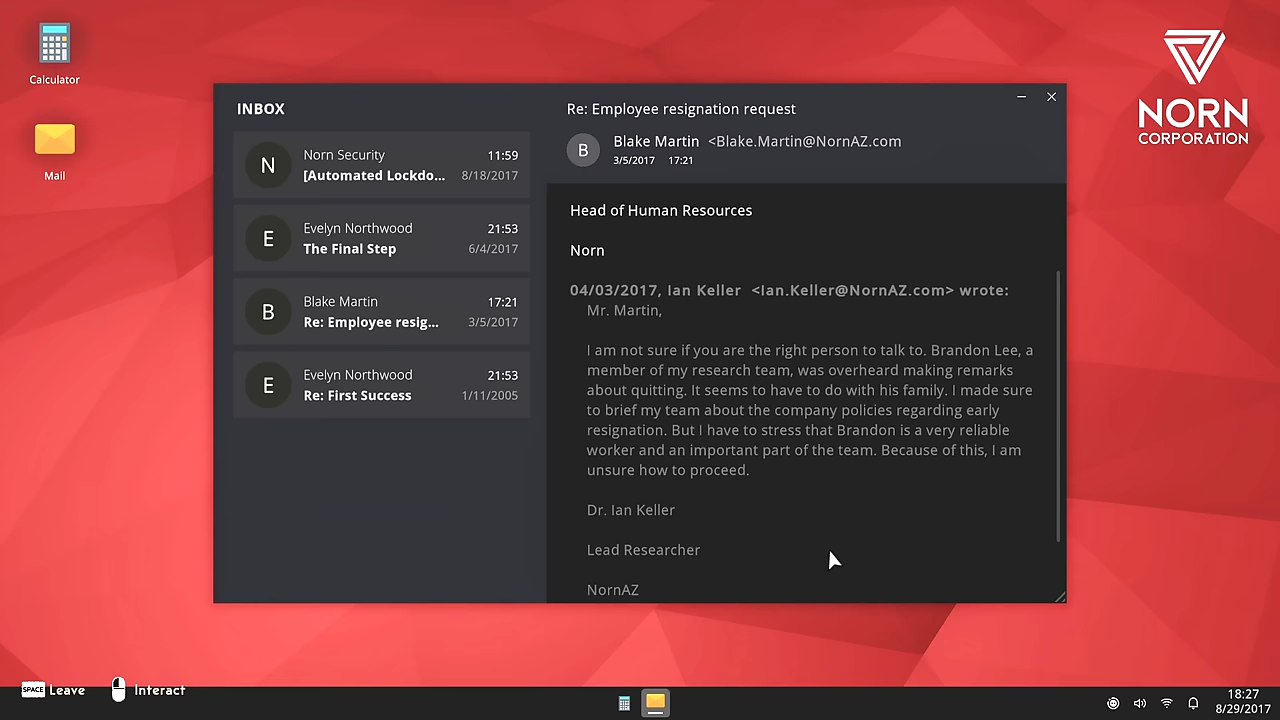 Calculator
Mail
NORN
CORPORATION
INBOX
N
Norn Security
11:59
[Automated Lockdo...
8/18/2017
E
Evelyn Northwood
21:53
The Final Step
6/4/2017
B
Blake Martin
17:21
Re: Employee resig...
3/5/2017
E
Evelyn Northwood
21:53
Re: First Success
1/11/2005
Re: Employee resignation request
B
Blake Martin <Blake.Martin@NornAZ.com
3/5/2017 17:21
Head of Human Resources
Norn
04/03/2017, Ian Keller <Ian.Keller@NornAZ.com> wrote:
Mr. Martin,
I am not sure if you are the right person to talk to. Brandon Lee, a
member of my research team, was overheard making remarks
about quitting. It seems to have to do with his family. I made sure
to brief my team about the company policies regarding early
resignation. But I have to stress that Brandon is a very reliable
worker and an important part of the team. Because of this, I am
unsure how to proceed.
Dr. Ian Keller
Lead Researcher
NornAZ
SPACE Leave
Interact
18:27
8/29/2017